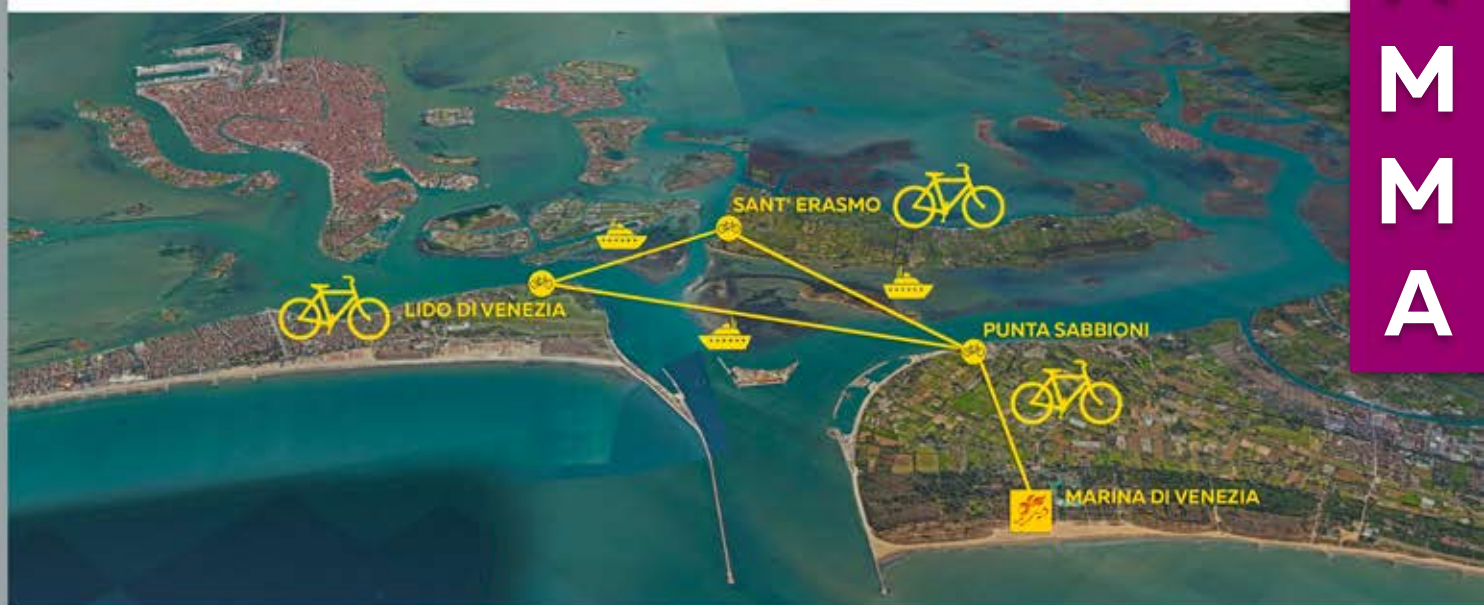 SANT' ERASMO
LIDO DI VENEZIA
PUNTA SABBIONI
MARINA DI VENEZIA
M
M
A